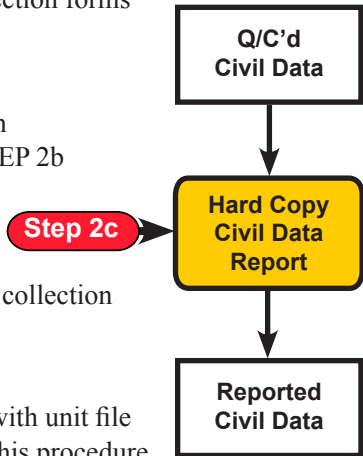 ection forms
EP 2b
collection
with unit file
his procedure
Q/C’d
Civil Data
Step 2c
Hard Copy
Civil Data
Report
Reported
Civil Data